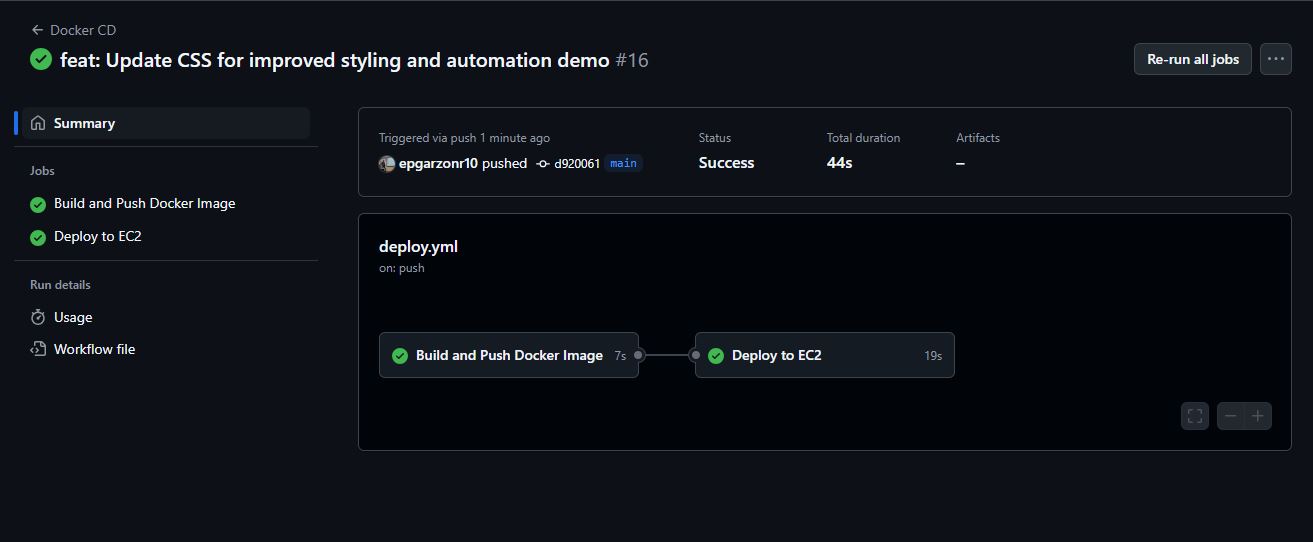 ← Docker CD
feat: Update CSS for improved styling and automation demo #16
Re-run all jobs
Summary
Jobs
Build and Push Docker Image
Deploy to EC2
Run details
Usage
Workflow file
Triggered via push 1 minute ago
epgarzonr10 pushed d920061 main
Status
Success
Total duration
44s
Artifacts
–
deploy.yml
on: push
Build and Push Docker Image 7s
Deploy to EC2 19s